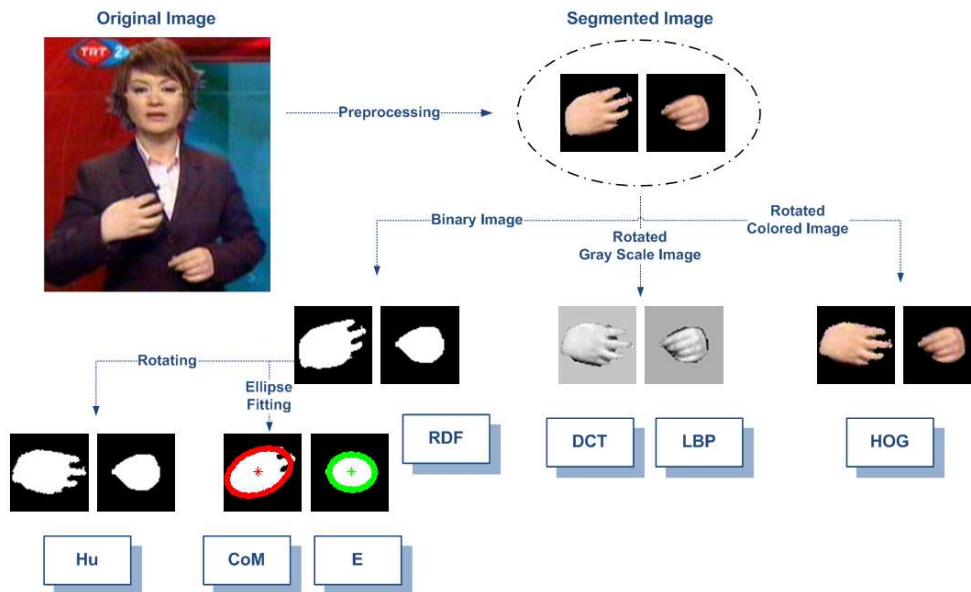 Original Image
Segmented Image
TRT 2
Preprocessing
Binary Image
Rotated
Gray Scale Image
Rotated
Colored Image
Rotating
Ellipse
Fitting
RDF
DCT
LBP
HOG
Hu
CoM
E